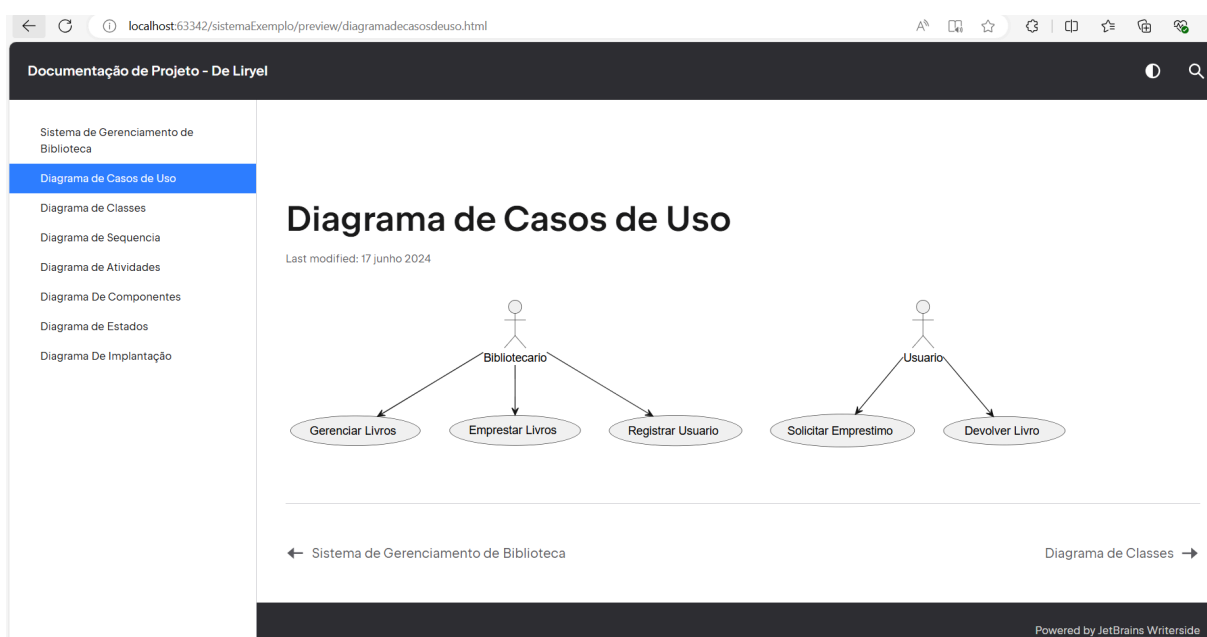 localhost:63342/sistemaExemplo/preview/diagramadecasosdeuso.html
Documentação de Projeto - De Liryel
Sistema de Gerenciamento de
Biblioteca
Diagrama de Casos de Uso
Diagrama de Classes
Diagrama de Sequencia
Diagrama de Atividades
Diagrama De Componentes
Diagrama de Estados
Diagrama De Implantação
Diagrama de Casos de Uso
Last modified: 17 junho 2024
Bibliotecario
Usuario
Gerenciar Livros
Emprestar Livros
Registrar Usuario
Solicitar Emprestimo
Devolver Livro
Sistema de Gerenciamento de Biblioteca
Diagrama de Classes
Powered by JetBrains Writerside